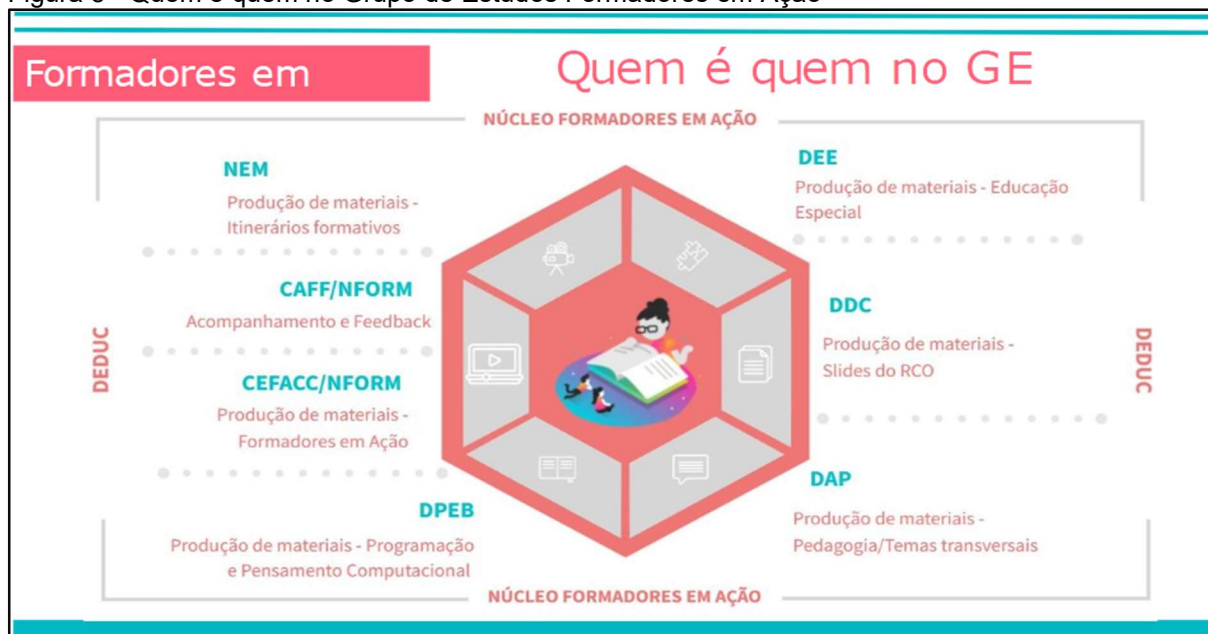 Formadores em
Quem é quem no GE
NÚCLEO FORMADORES EM AÇÃO
NEM
Produção de materiais -
Itinerários formativos
CAFF/NFORM
Acompanhamento e Feedback
CEFACC/NFORM
Produção de materiais -
Formadores em Ação
DPEB
Produção de materiais - Programação
e Pensamento Computacional
DEE
Produção de materiais - Educação
Especial
DDC
Produção de materiais -
Slides do RCO
DAP
Produção de materiais -
Pedagogia/Temas transversais
DEDUC
DEDUC
NÚCLEO FORMADORES EM AÇÃO